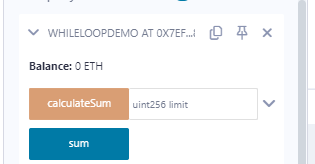 WHILELOOPDEMO AT 0X7EF...
Balance: 0 ETH
calculateSum uint256 limit
sum